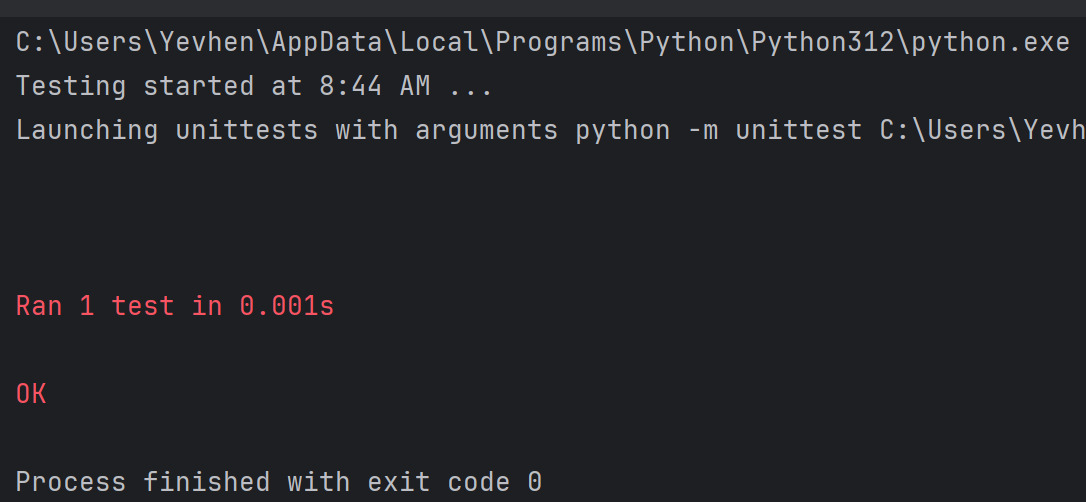 C:\Users\Yevhen\AppData\Local\Programs\Python\Python312\python.exe
Testing started at 8:44 AM ...
Launching unittests with arguments python -m unittest C:\Users\Yevh
Ran 1 test in 0.001s
OK
Process finished with exit code 0